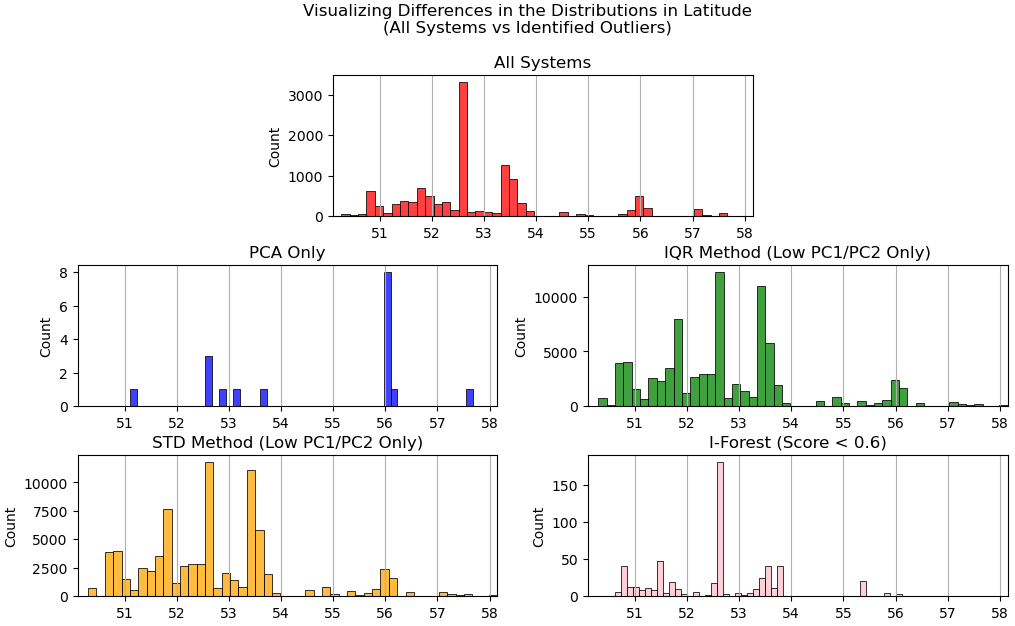 Visualizing Differences in the Distributions in Latitude
(All Systems vs Identified Outliers)
All Systems
Count
3000
2000
1000
0
51 52 53 54 55 56 57 58
PCA Only
Count
8
6
4
2
0
51 52 53 54 55 56 57 58
IQR Method (Low PC1/PC2 Only)
Count
10000
5000
0
51 52 53 54 55 56 57 58
STD Method (Low PC1/PC2 Only)
Count
10000
7500
5000
2500
0
51 52 53 54 55 56 57 58
I-Forest (Score < 0.6)
Count
150
100
50
0
51 52 53 54 55 56 57 58